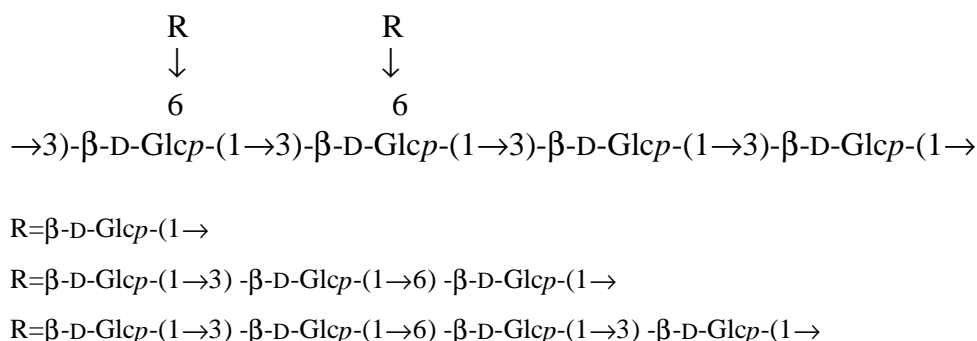 R R
↓ ↓
6 6
→3)-β-D-Glcp-(1→3)-β-D-Glcp-(1→3)-β-D-Glcp-(1→3)-β-D-Glcp-(1→
R=β-D-Glcp-(1→
R=β-D-Glcp-(1→3) -β-D-Glcp-(1→6) -β-D-Glcp-(1→
R=β-D-Glcp-(1→3) -β-D-Glcp-(1→6) -β-D-Glcp-(1→3) -β-D-Glcp-(1→